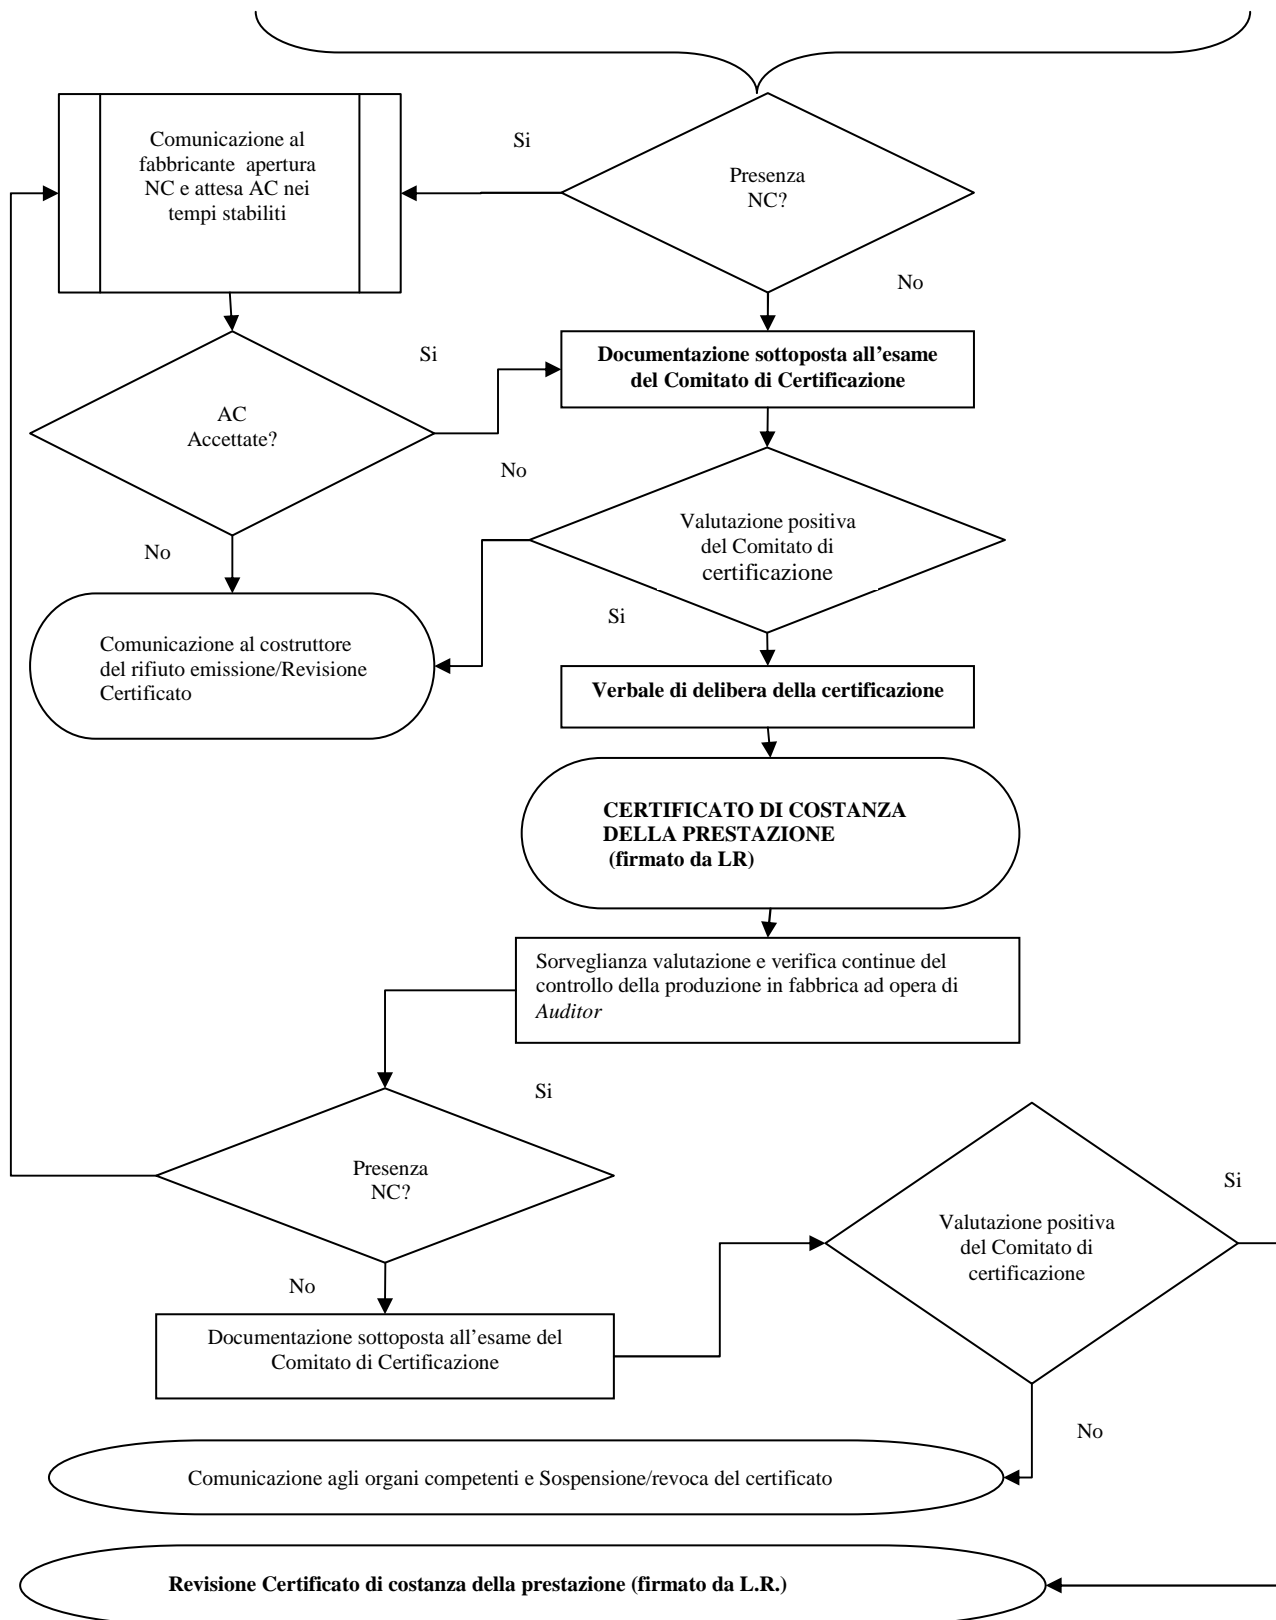 Si
Comunicazione al
fabbricante apertura
NC e attesa AC nei
tempi stabiliti
Presenza
NC?
No
Si
Documentazione sottoposta all’esame
del Comitato di Certificazione
AC
Accettate?
No
Valutazione positiva
del Comitato di
certificazione
No
Si
Comunicazione al costruttore
del rifiuto emissione/Revisione
Certificato
Verbale di delibera della certificazione
CERTIFICATO DI COSTANZA
DELLA PRESTAZIONE
(firmato da LR)
Sorveglianza valutazione e verifica continue del
controllo della produzione in fabbrica ad opera di
Auditor
Si
Presenza
NC?
Si
Valutazione positiva
del Comitato di
certificazione
No
Documentazione sottoposta all’esame del
Comitato di Certificazione
No
Comunicazione agli organi competenti e Sospensione/revoca del certificato
Revisione Certificato di costanza della prestazione (firmato da L.R.)